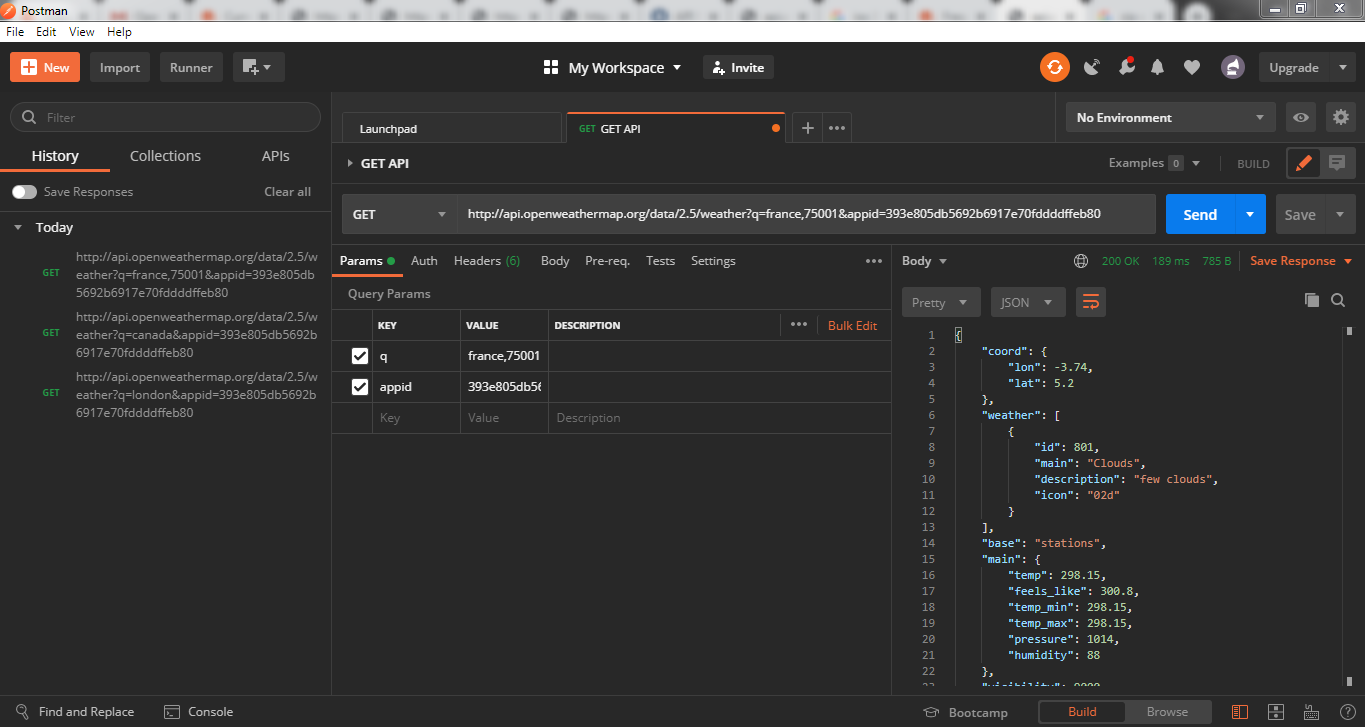 Postman
File Edit View Help
New Import Runner My Workspace Invite Upgrade
Filter
History Collections APIs
Save Responses Clear all
Today
GET http://api.openweathermap.org/data/2.5/w
eather?q=france,75001&appid=393e805db
5692b6917e70fddddffeb80
GET http://api.openweathermap.org/data/2.5/w
eather?q=canada&appid=393e805db5692b
6917e70fddddffeb80
GET http://api.openweathermap.org/data/2.5/w
eather?q=london&appid=393e805db5692b
6917e70fddddffeb80
Launchpad GET GET API No Environment
GET API Examples 0 BUILD
GET http://api.openweathermap.org/data/2.5/weather?q=france,75001&appid=393e805db5692b6917e70fddddffeb80 Send Save
Params Auth Headers (6) Body Pre-req. Tests Settings
Query Params
KEY VALUE DESCRIPTION Bulk Edit
q france,75001
appid 393e805db56
Key Value Description
Body 200 OK 189 ms 785 B Save Response
Pretty JSON
1 {
2 "coord": {
3 "lon": -3.74,
4 "lat": 5.2
5 },
6 "weather": [
7 {
8 "id": 801,
9 "main": "Clouds",
10 "description": "few clouds",
11 "icon": "02d"
12 }
13 ],
14 "base": "stations",
15 "main": {
16 "temp": 298.15,
17 "feels_like": 300.8,
18 "temp_min": 298.15,
19 "temp_max": 298.15,
20 "pressure": 1014,
21 "humidity": 88
22 },
Find and Replace Console Bootcamp Build Browse